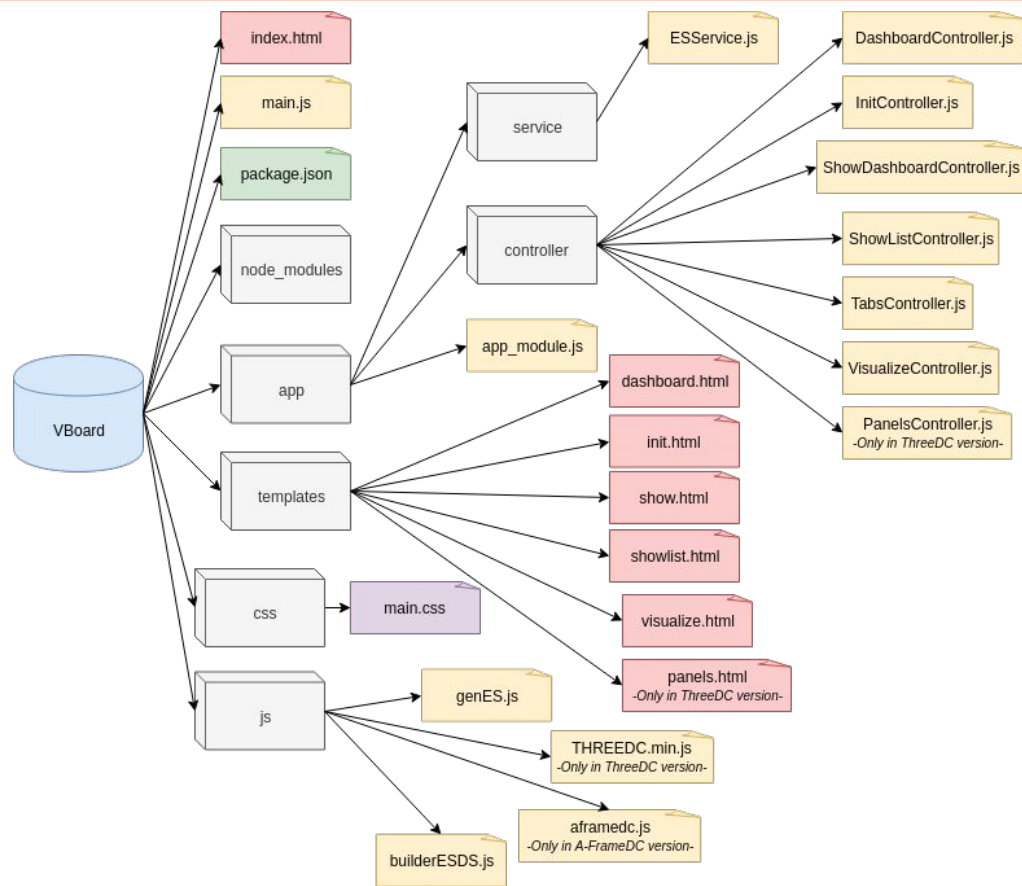 index.html
main.js
package.json
node_modules
app
VBoard
templates
css
main.css
js
service
controller
app_module.js
ESService.js
DashboardController.js
InitController.js
ShowDashboardController.js
ShowListController.js
TabsController.js
VisualizeController.js
PanelsController.js
-Only in ThreeDC version-
dashboard.html
init.html
show.html
showlist.html
visualize.html
panels.html
-Only in ThreeDC version-
genES.js
THREEDC.min.js
-Only in ThreeDC version-
aframedc.js
-Only in A-FrameDC version-
builderESDS.js